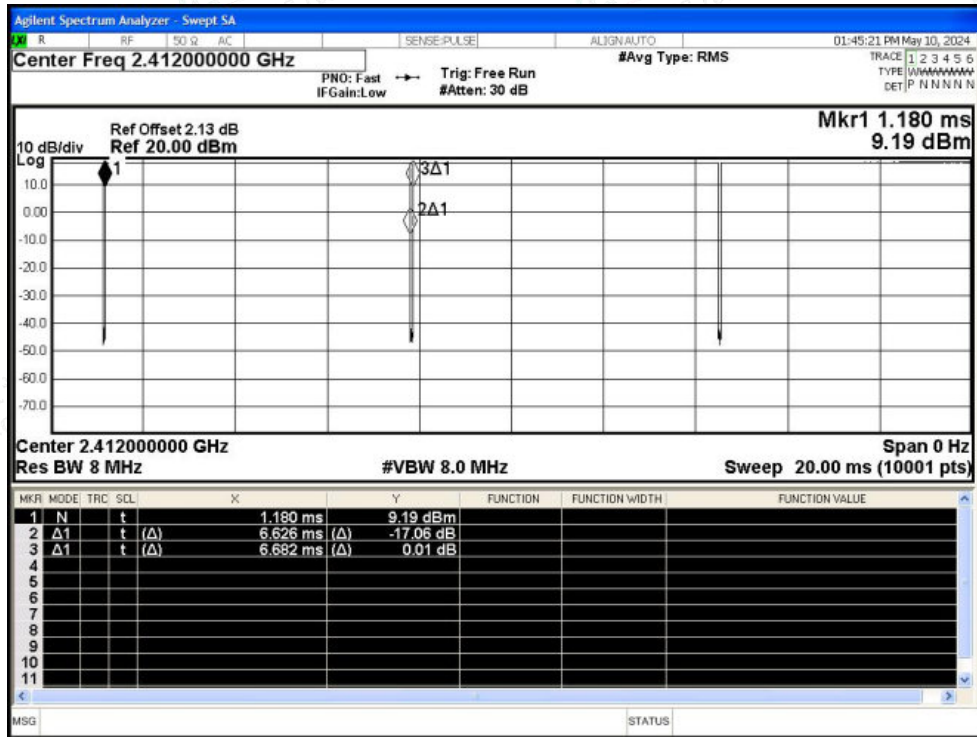 Agilent Spectrum Analyzer - Swept SA
LXI R RF 50 Ω AC SENSE:PULSE ALIGNAUTO 01:45:21 PM May 10, 2024
Center Freq 2.412000000 GHz #Avg Type: RMS TRACE 1 2 3 4 5 6
PNO: Fast Trig: Free Run TYPE WWWWWW
IFGain:Low #Atten: 30 dB DET P N N N N N
Mkr1 1.180 ms
Ref Offset 2.13 dB
10 dB/div Ref 20.00 dBm 9.19 dBm
Log
1 3Δ1
10.0
0.00 2Δ1
-10.0
-20.0
-30.0
-40.0
-50.0
-60.0
-70.0
Center 2.412000000 GHz Span 0 Hz
Res BW 8 MHz #VBW 8.0 MHz Sweep 20.00 ms (10001 pts)
MKR MODE TRC SCL X Y FUNCTION FUNCTION WIDTH FUNCTION VALUE
1 N t 1.180 ms 9.19 dBm
2 Δ1 t (Δ) 6.626 ms (Δ) -17.06 dB
3 Δ1 t (Δ) 6.682 ms (Δ) 0.01 dB
4
5
6
7
8
9
10
11
MSG STATUS